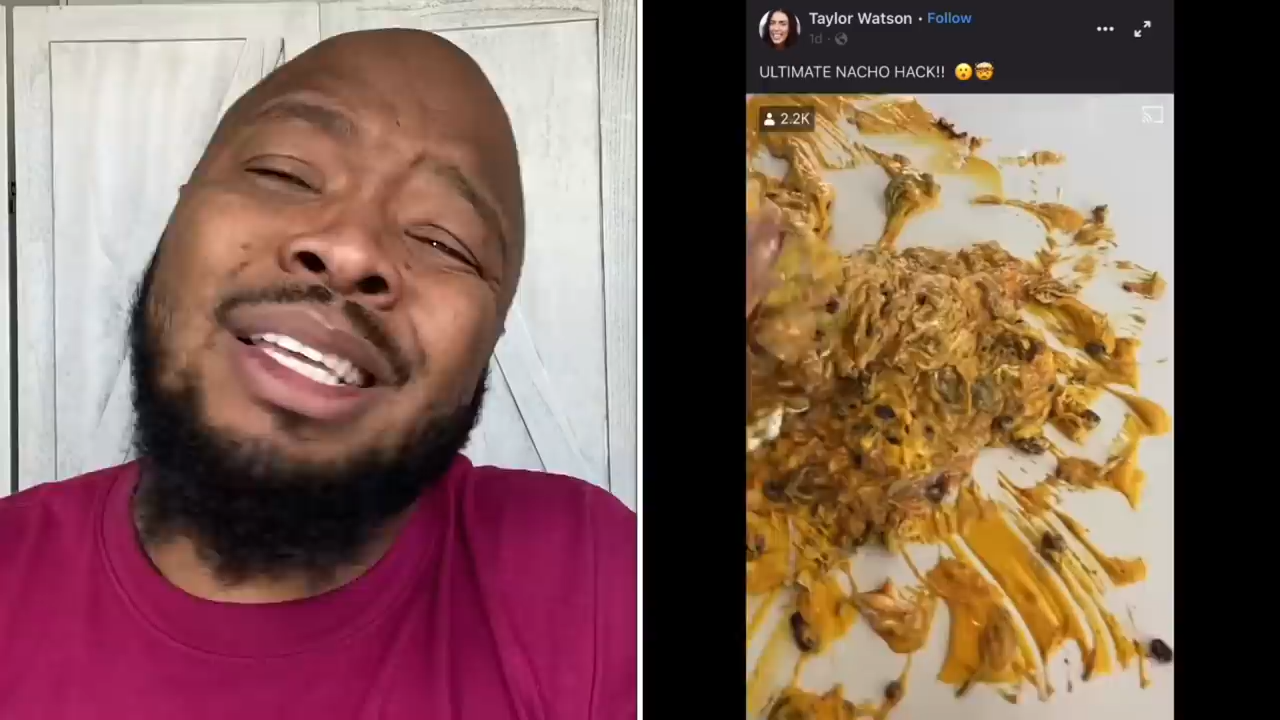 Taylor Watson • Follow
1d •
ULTIMATE NACHO HACK!! 😮🤯
2.2K